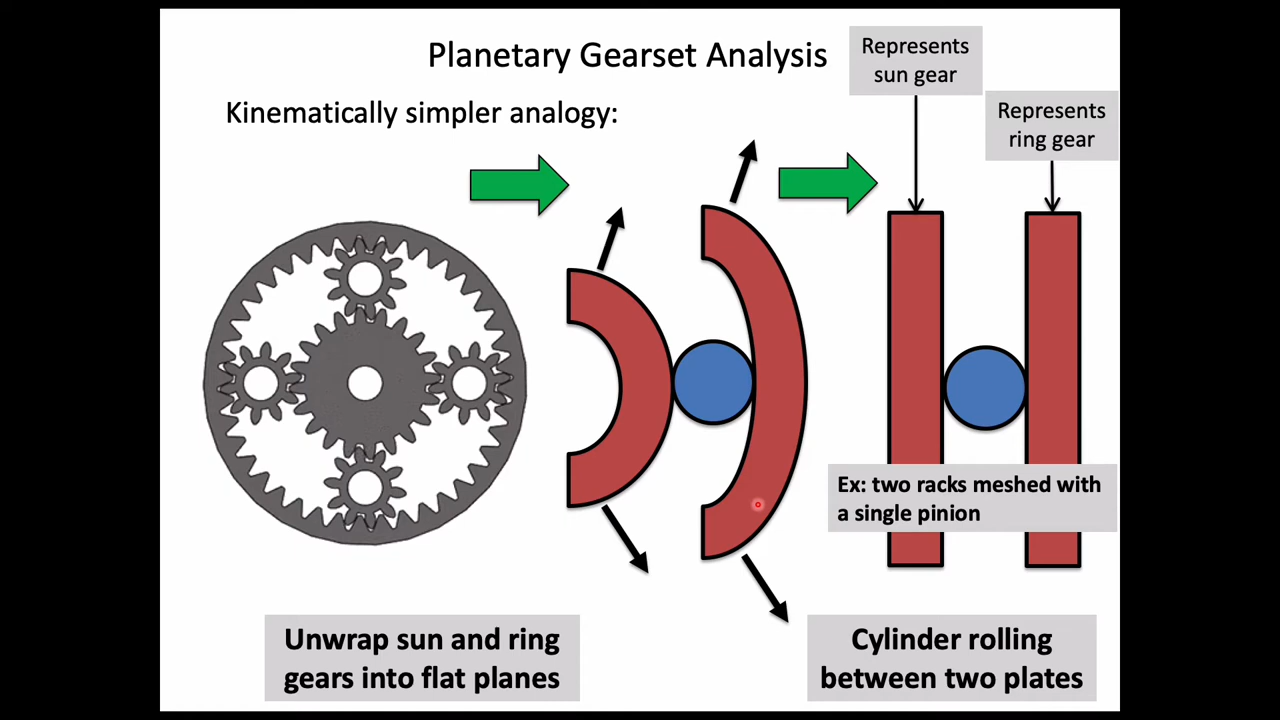 Planetary Gearset Analysis
Kinematically simpler analogy:
Represents
sun gear
Represents
ring gear
Ex: two racks meshed with
a single pinion
Unwrap sun and ring
gears into flat planes
Cylinder rolling
between two plates